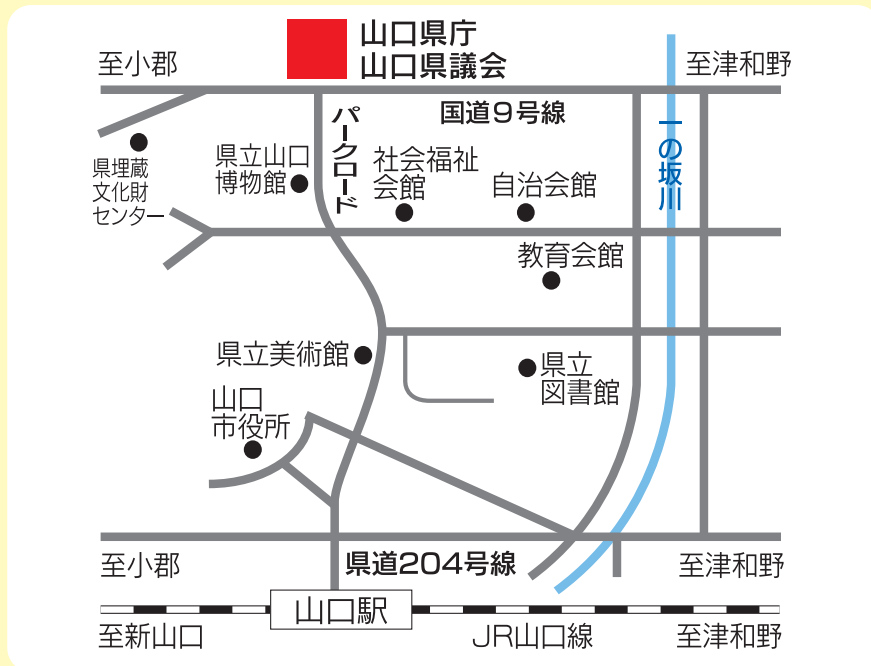 山口県庁
山口県議会
至小郡
至津和野
国道9号線
パークロード
一の坂川
県埋蔵
文化財
センター
県立山口
博物館
社会福祉
会館
自治会館
教育会館
県立美術館
県立
図書館
山口
市役所
至小郡
県道204号線
至津和野
山口駅
至新山口
JR山口線
至津和野